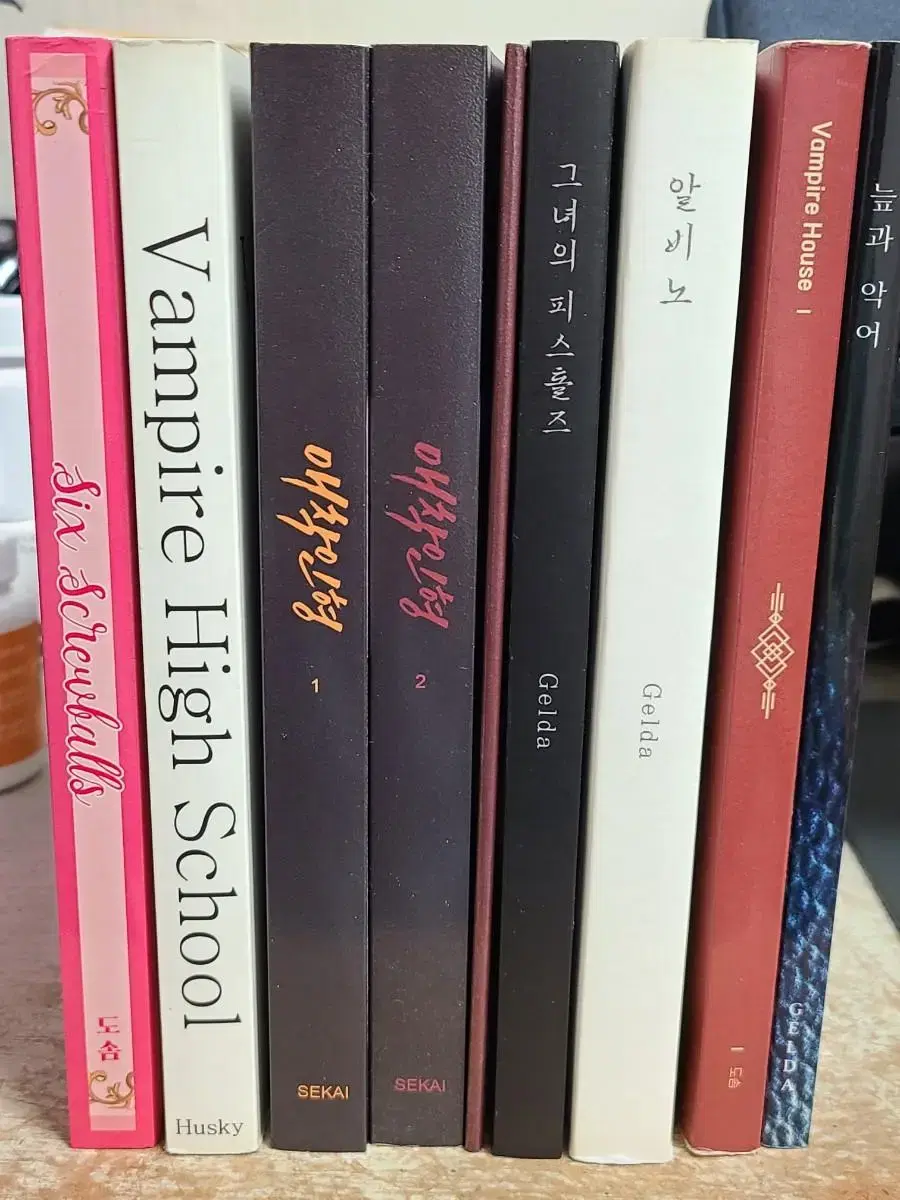 Six Screwballs
도솜
Vampire High School
Husky
애착인형
1
SEKAI
애착인형
2
SEKAI
그녀의 피스톨즈
Gelda
알비노
Gelda
Vampire House I
도솜
늪과 악어
GELDA